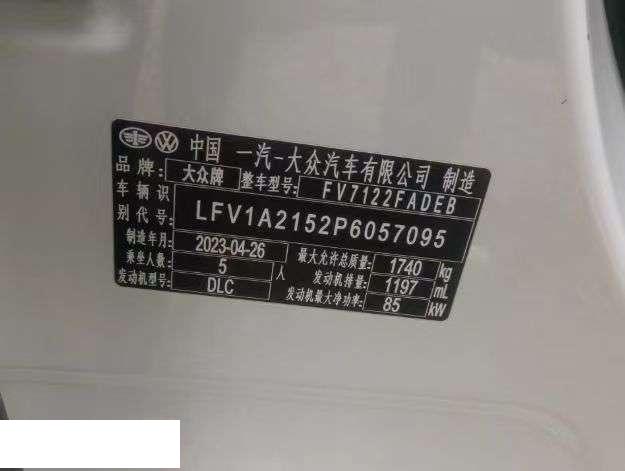 中国 一汽-大众汽车有限公司 制造
品牌: 大众牌 整车型号: FV7122FADEB
车辆识别代号: LFV1A2152P6057095
制造年月: 2023-04-26 最大允许总质量: 1740 kg
乘坐人数: 5 人 发动机排量: 1197 mL
发动机型号: DLC 发动机最大净功率: 85 kW